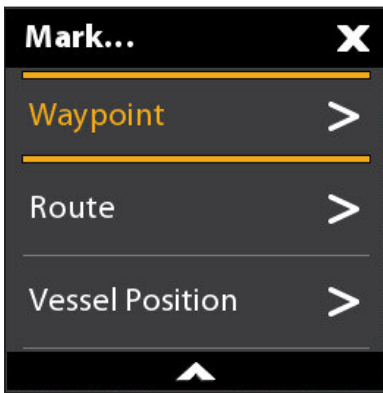 Mark... X
Waypoint >
Route >
Vessel Position >